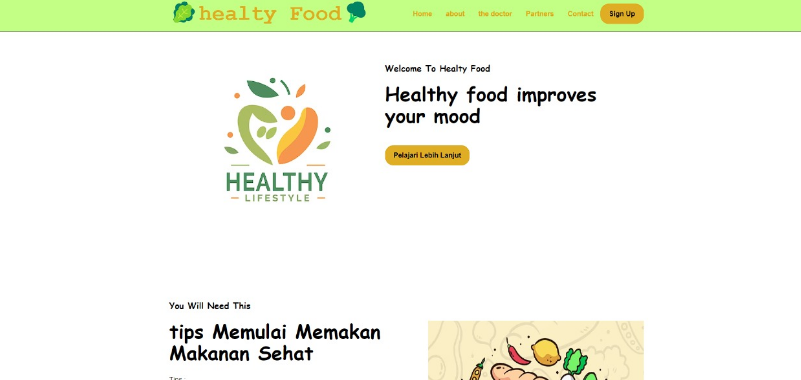 healty Food
Home about the doctor Partners Contact Sign Up
Welcome To Healty Food
Healthy food improves
your mood
Pelajari Lebih Lanjut
HEALTHY
LIFESTYLE
You Will Need This
tips Memulai Memakan
Makanan Sehat
Tips :